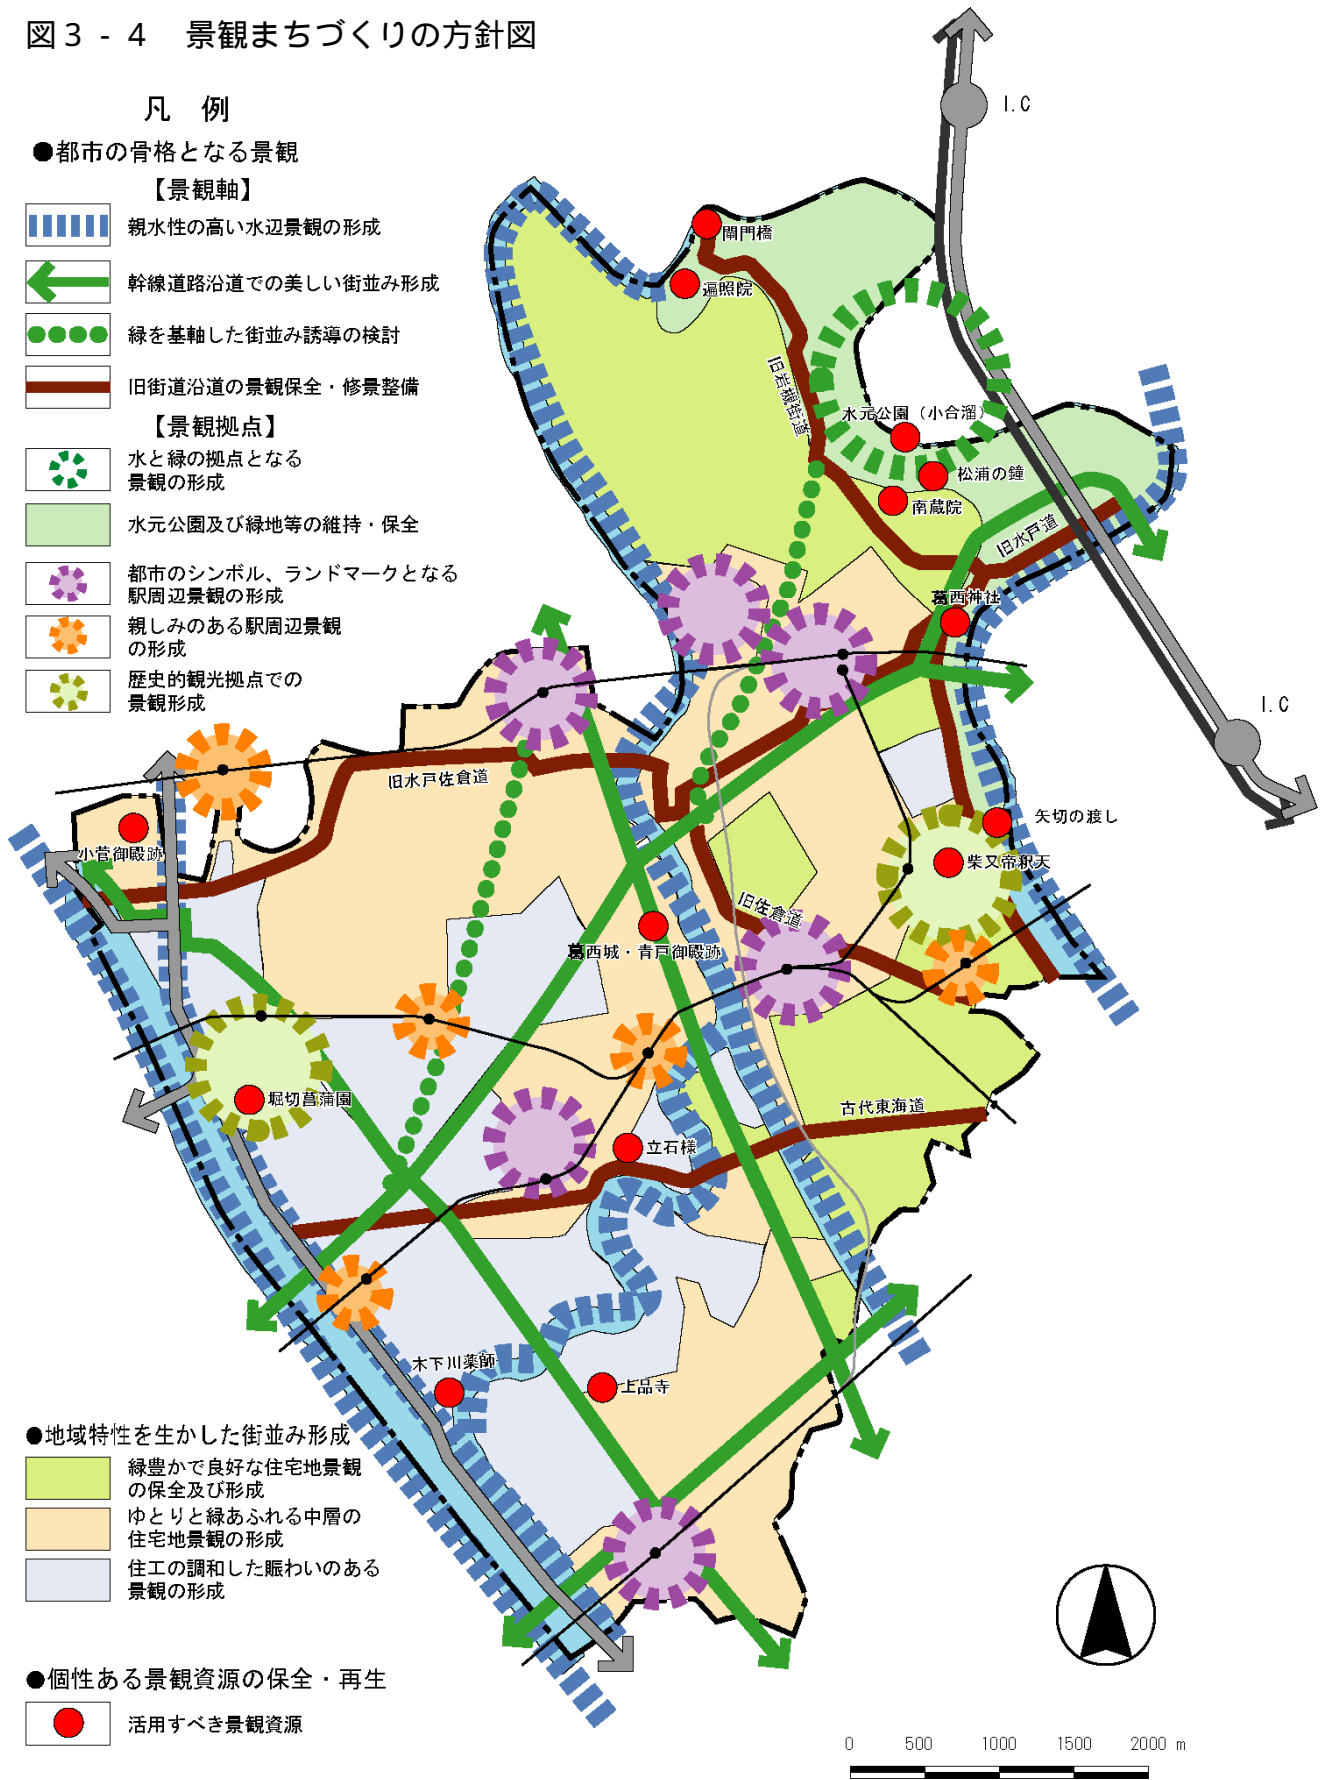 図3-4　景観まちづくりの方針図
凡　例
●都市の骨格となる景観
【景観軸】
親水性の高い水辺景観の形成
幹線道路沿道での美しい街並み形成
緑を基軸した街並み誘導の検討
旧街道沿道の景観保全・修景整備
【景観拠点】
水と緑の拠点となる
景観の形成
水元公園及び緑地等の維持・保全
都市のシンボル、ランドマークとなる
駅周辺景観の形成
親しみのある駅周辺景観
の形成
歴史的観光拠点での
景観形成
I.C
閘門橋
遍照院
旧岩槻街道
水元公園（小合溜）
松浦の鐘
南蔵院
旧水戸道
葛西神社
I.C
旧水戸佐倉道
小菅御殿跡
矢切の渡し
柴又帝釈天
旧佐倉道
葛西城・青戸御殿跡
堀切菖蒲園
古代東海道
立石様
木下川薬師
上品寺
●地域特性を生かした街並み形成
緑豊かで良好な住宅地景観
の保全及び形成
ゆとりと緑あふれる中層の
住宅地景観の形成
住工の調和した賑わいのある
景観の形成
●個性ある景観資源の保全・再生
活用すべき景観資源
0 500 1000 1500 2000 m